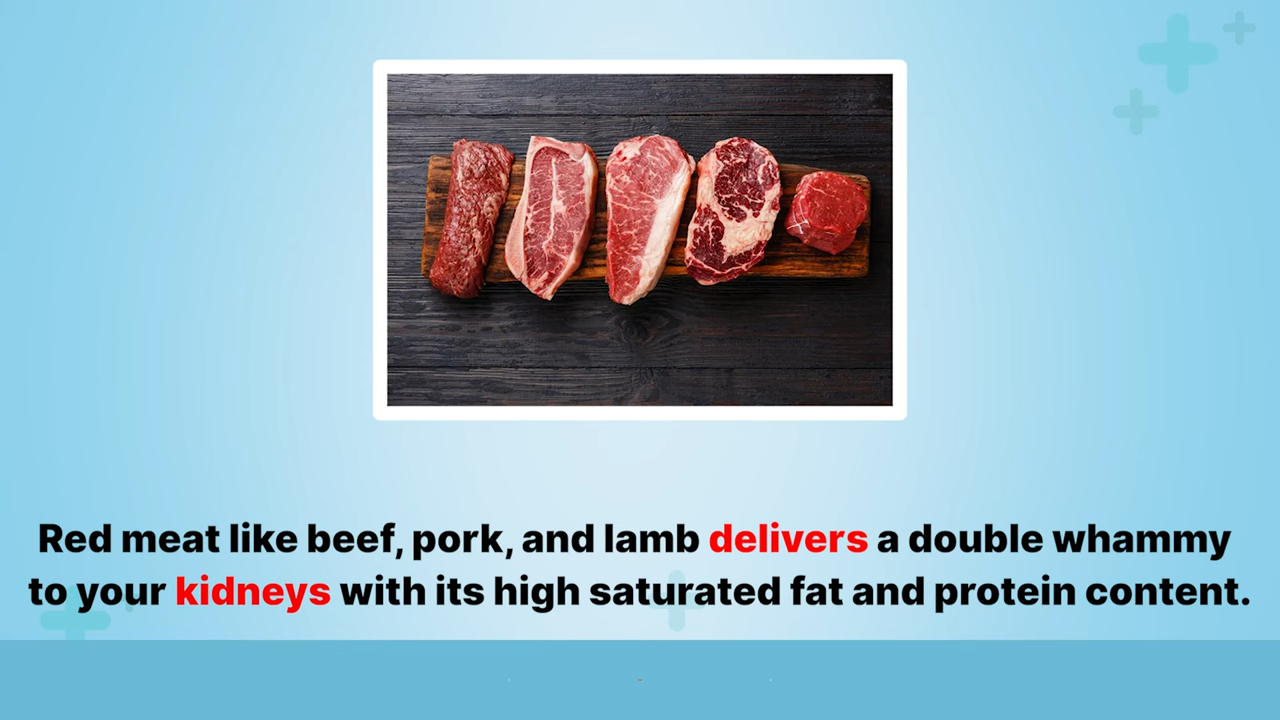 Red meat like beef, pork, and lamb delivers a double whammy
to your kidneys with its high saturated fat and protein content.